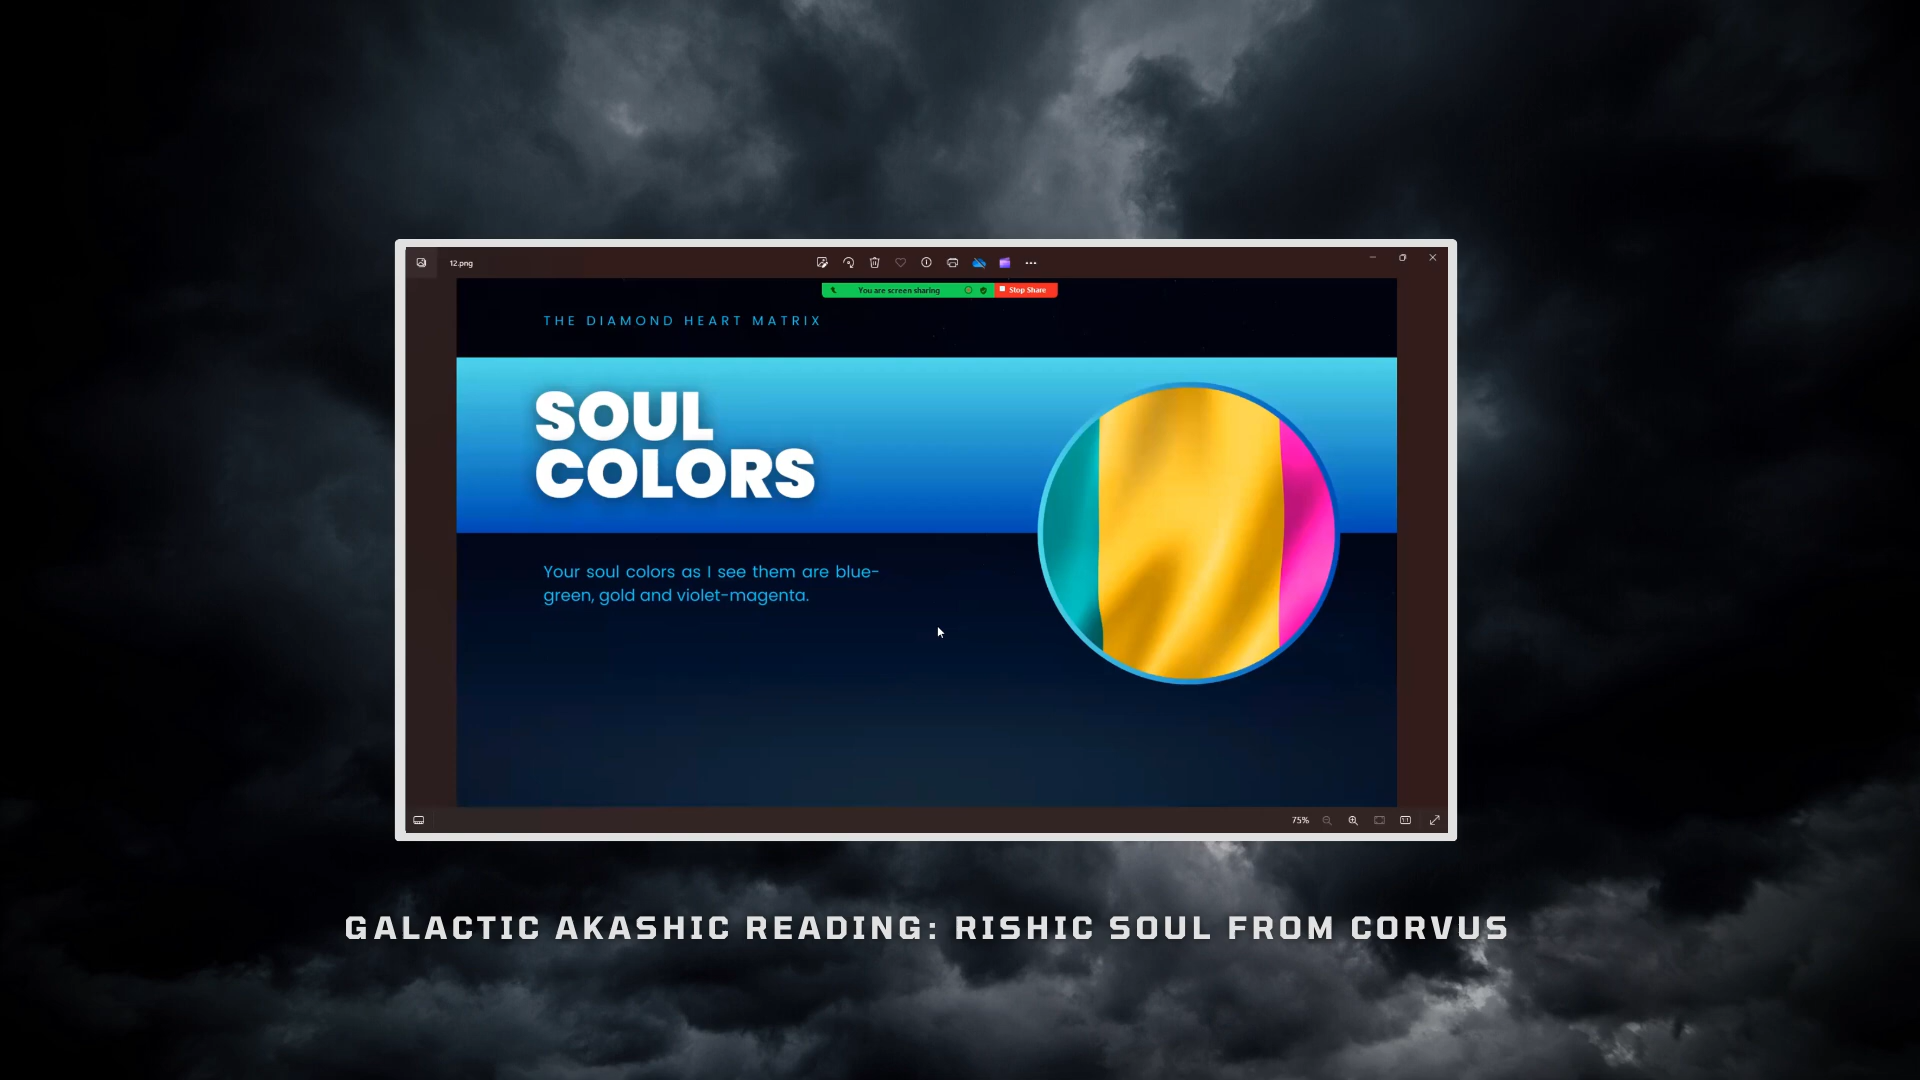 12.png
You are screen sharing
Stop Share
THE DIAMOND HEART MATRIX
SOUL
COLORS
Your soul colors as I see them are blue-
green, gold and violet-magenta.
75%
GALACTIC AKASHIC READING: RISHIC SOUL FROM CORVUS